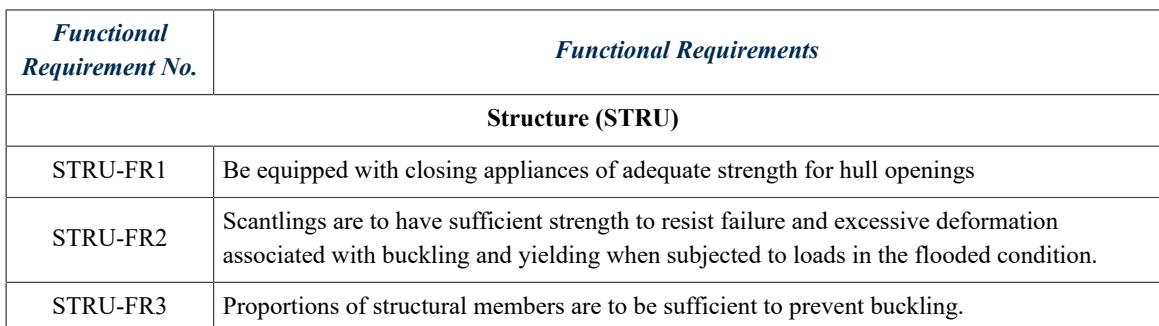 Functional
Requirement No.
Functional Requirements
Structure (STRU)
STRU-FR1
Be equipped with closing appliances of adequate strength for hull openings
STRU-FR2
Scantlings are to have sufficient strength to resist failure and excessive deformation
associated with buckling and yielding when subjected to loads in the flooded condition.
STRU-FR3
Proportions of structural members are to be sufficient to prevent buckling.